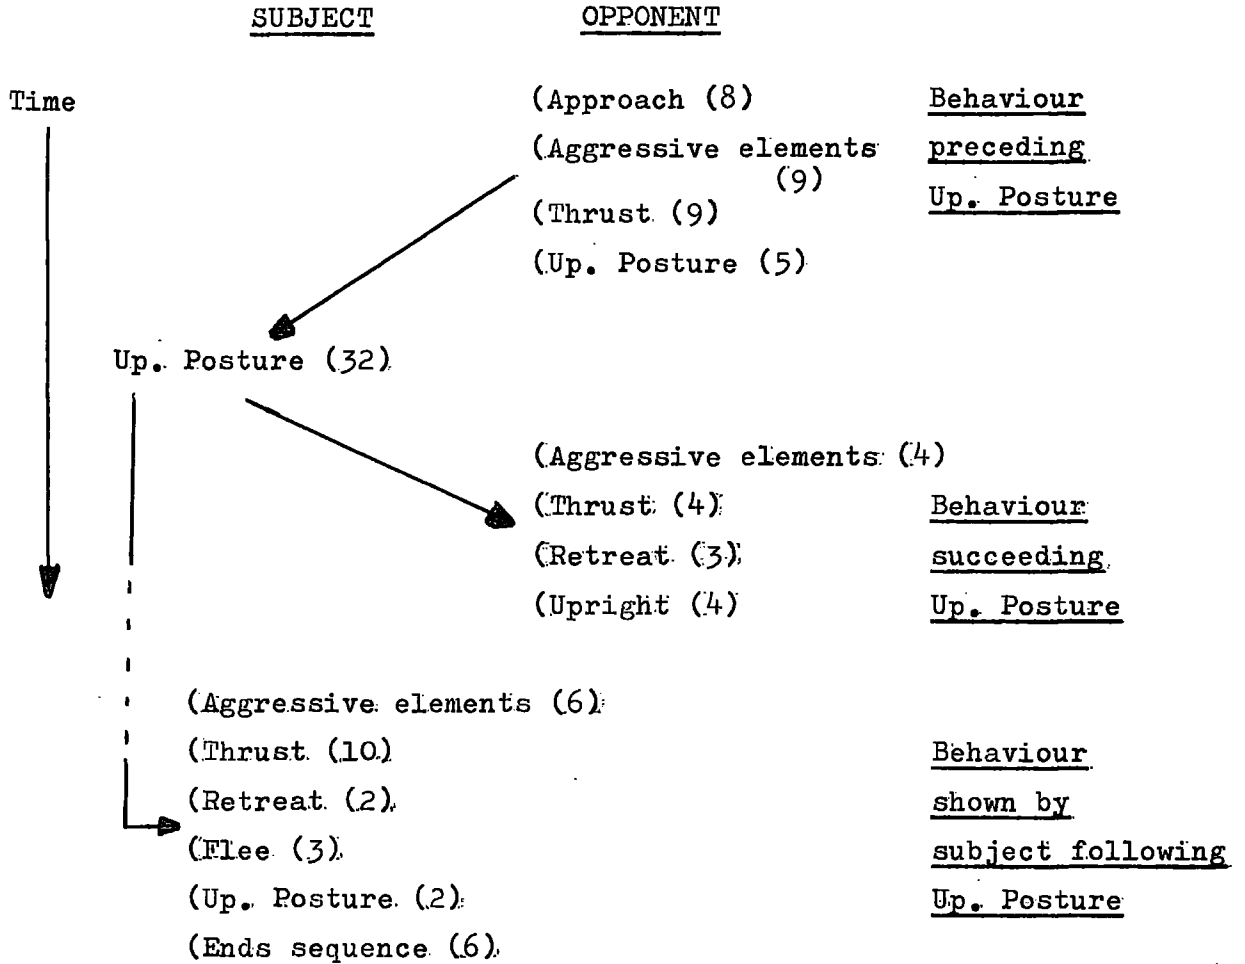 SUBJECT OPPONENT
Time
(Approach (8) Behaviour
(Aggressive elements preceding
(9)
(Thrust (9) Up. Posture
(Up. Posture (5)
Up. Posture (32)
(Aggressive elements (4)
(Thrust (4) Behaviour
(Retreat (3) succeeding
(Upright (4) Up. Posture
(Aggressive elements (6)
(Thrust (10) Behaviour
(Retreat (2) shown by
(Flee (3) subject following
(Up. Posture (2) Up. Posture
(Ends sequence (6)